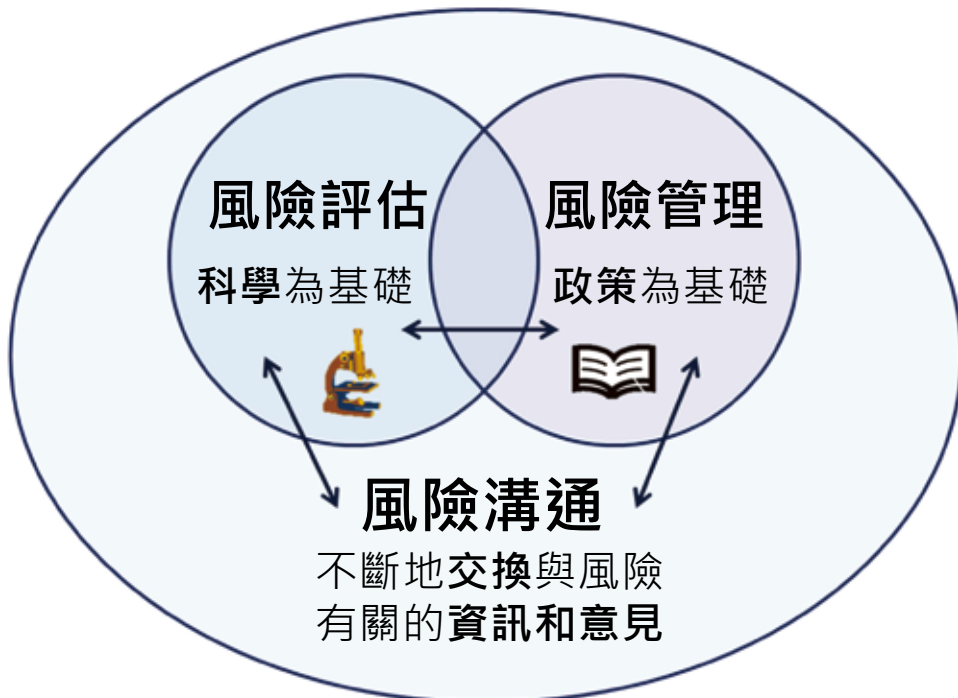 風險評估
風險管理
科學為基礎
政策為基礎
風險溝通
不斷地交換與風險
有關的資訊和意見